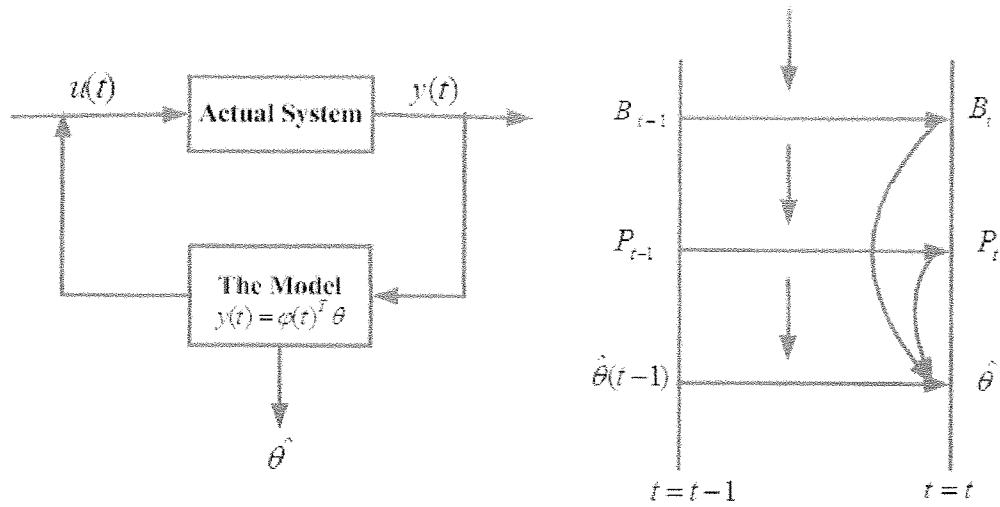 u(t)
Actual System
y(t)
The Model
y(t) = φ(t)^T θ
θ̂
B_{t-1}
B_t
P_{t-1}
P_t
θ̂(t-1)
θ̂
t = t-1
t = t